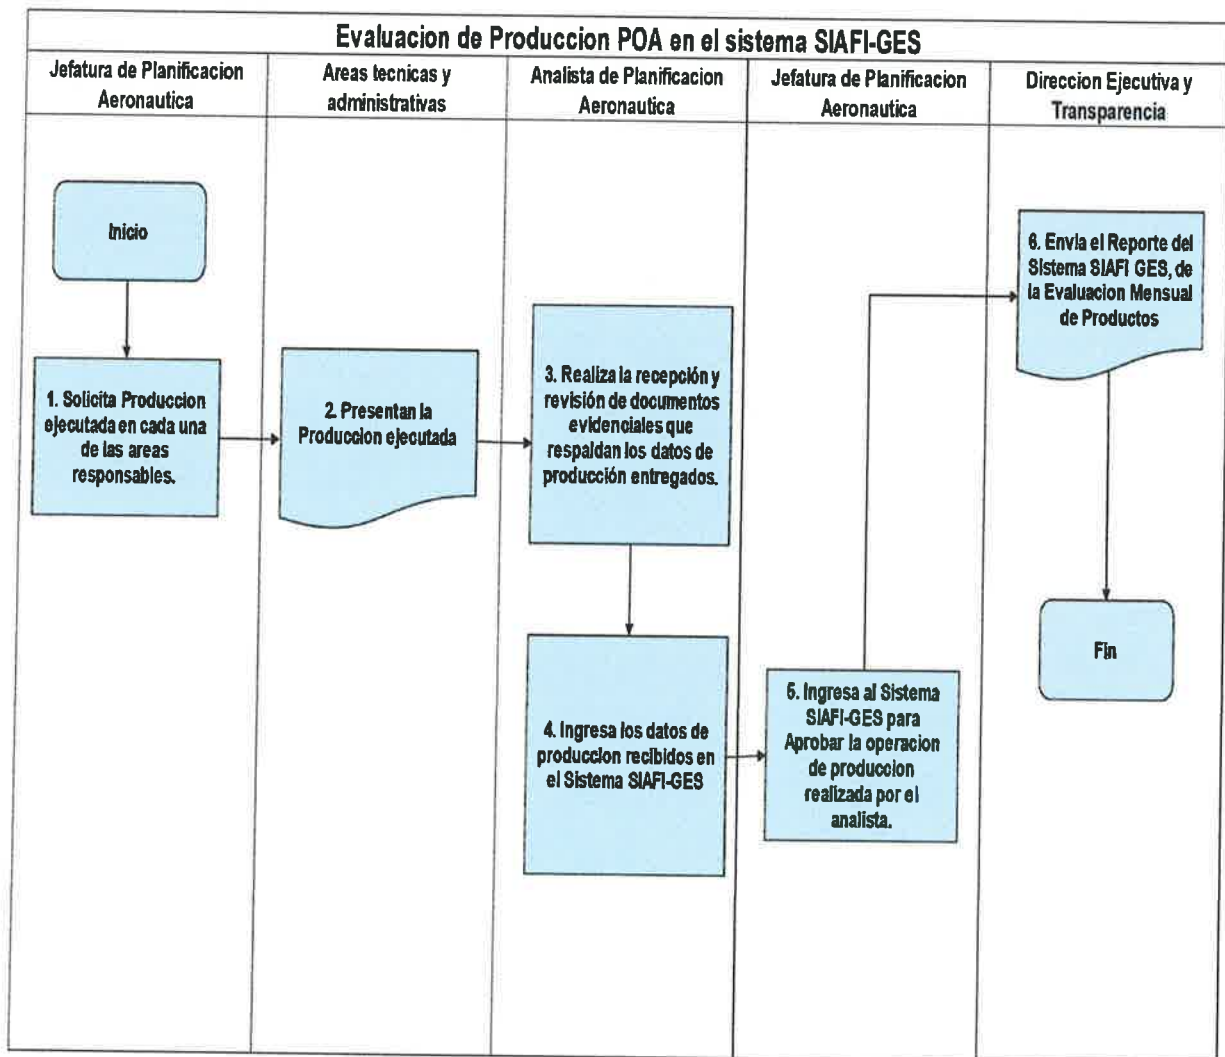 Evaluacion de Produccion POA en el sistema SIAFI-GES
Jefatura de Planificacion
Aeronautica
Areas tecnicas y
administrativas
Analista de Planificacion
Aeronautica
Jefatura de Planificacion
Aeronautica
Direccion Ejecutiva y
Transparencia
Inicio
1. Solicita Produccion
ejecutada en cada una
de las areas
responsables.
2. Presentan la
Produccion ejecutada
3. Realiza la recepción y
revisión de documentos
evidenciales que
respaldan los datos de
producción entregados.
4. Ingresa los datos de
produccion recibidos en
el Sistema SIAFI-GES
5. Ingresa al Sistema
SIAFI-GES para
Aprobar la operacion
de produccion
realizada por el
analista.
6. Envia el Reporte del
Sistema SIAFI GES, de
la Evaluacion Mensual
de Productos
Fin